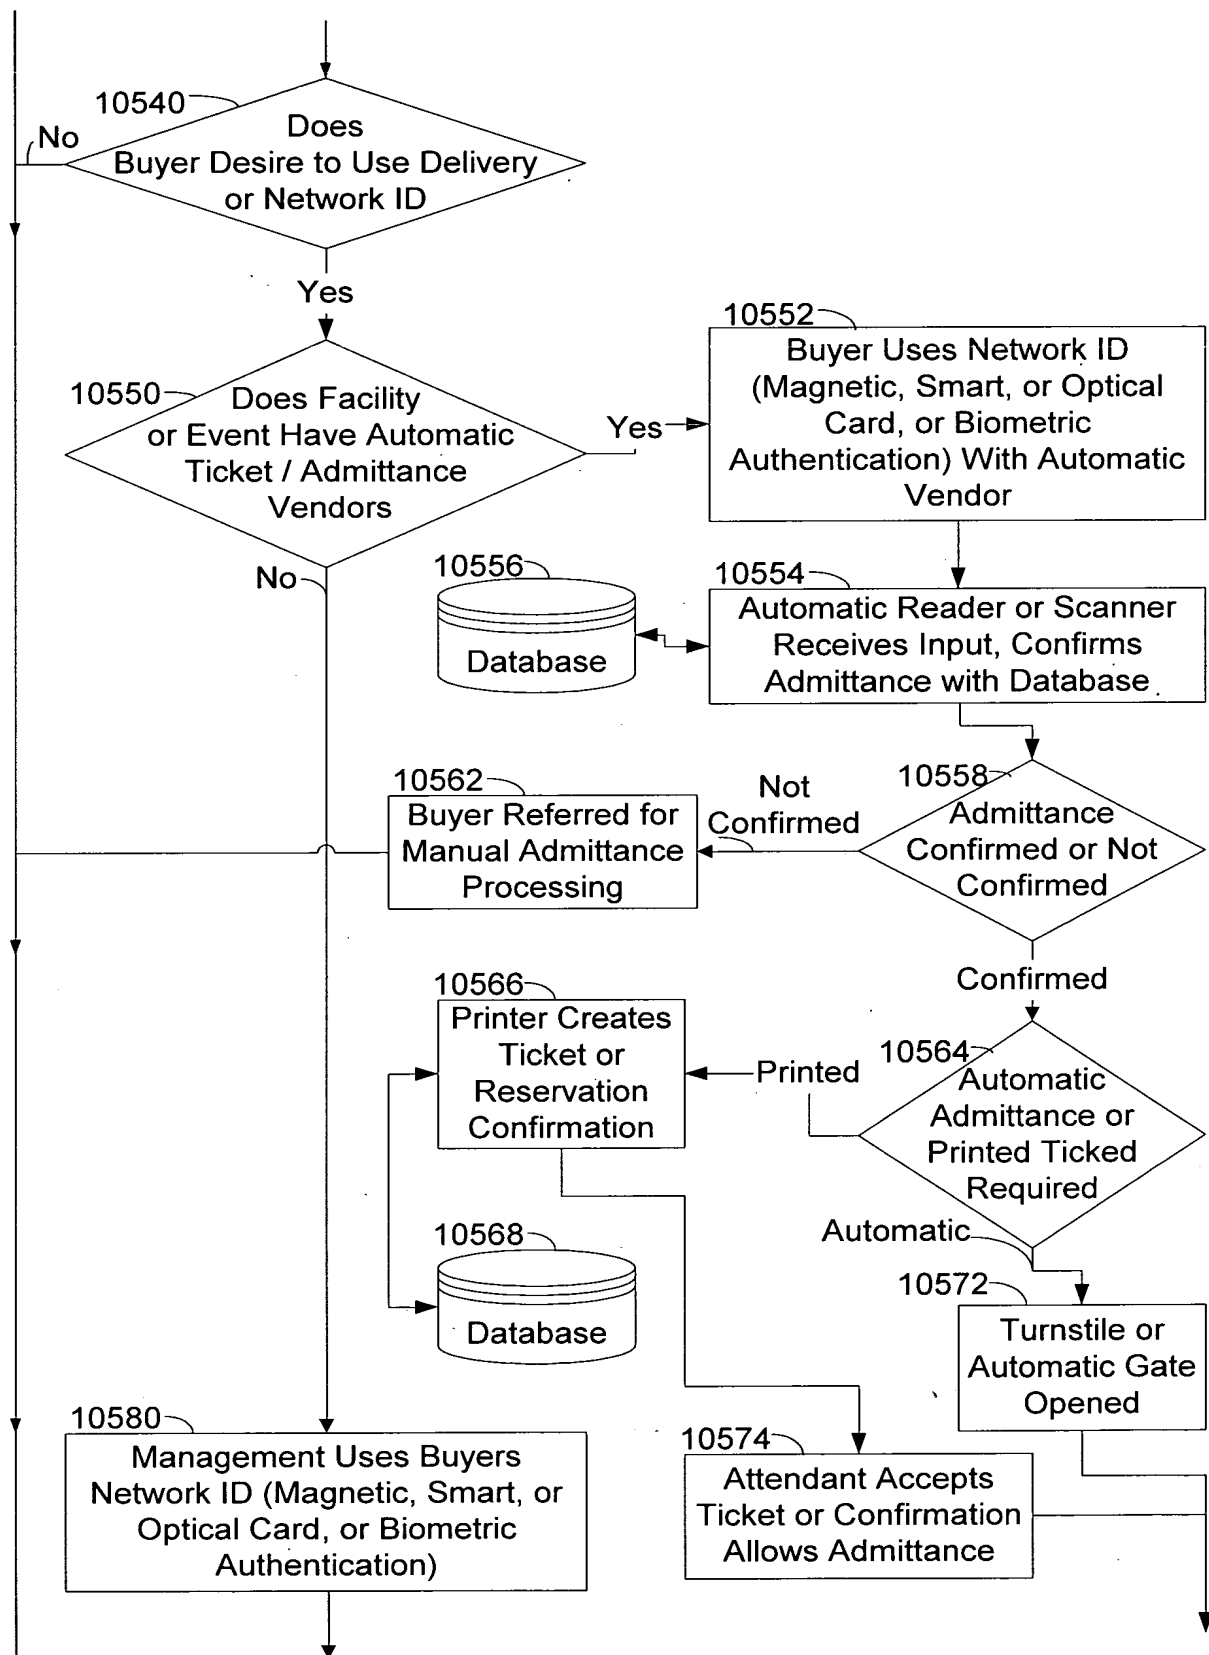 10540
No
Does
Buyer Desire to Use Delivery
or Network ID
Yes
10552
Buyer Uses Network ID
(Magnetic, Smart, or Optical
Card, or Biometric
Authentication) With Automatic
Vendor
10550
Does Facility
or Event Have Automatic
Ticket / Admittance
Vendors
Yes
No
10556
Database
10554
Automatic Reader or Scanner
Receives Input, Confirms
Admittance with Database
10562
Buyer Referred for
Manual Admittance
Processing
Not
Confirmed
10558
Admittance
Confirmed or Not
Confirmed
Confirmed
10566
Printer Creates
Ticket or
Reservation
Confirmation
Printed
10564
Automatic
Admittance or
Printed Ticked
Required
10568
Database
Automatic
10572
Turnstile or
Automatic Gate
Opened
10580
Management Uses Buyers
Network ID (Magnetic, Smart, or
Optical Card, or Biometric
Authentication)
10574
Attendant Accepts
Ticket or Confirmation
Allows Admittance